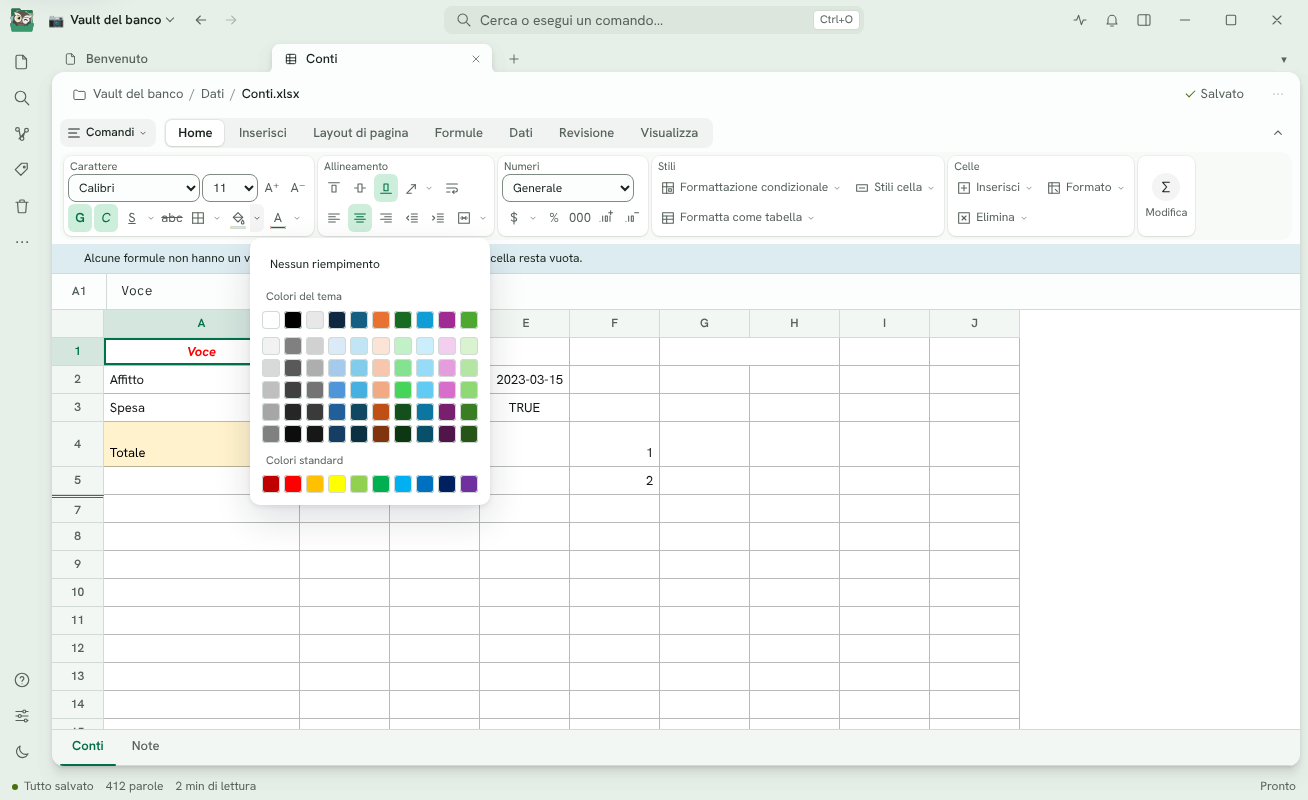 Vault del banco
Cerca o esegui un comando...
Ctrl+O
Benvenuto
Conti
Vault del banco / Dati / Conti.xlsx
Salvato
Comandi
Home
Inserisci
Layout di pagina
Formule
Dati
Revisione
Visualizza
Carattere
Allineamento
Numeri
Stili
Celle
Calibri
11
A⁺
A⁻
Generale
Formattazione condizionale
Stili cella
Inserisci
Formato
Σ
Modifica
G
C
S
abc
A
$
%
000
Formatta come tabella
Elimina
Alcune formule non hanno un v
cella resta vuota.
Nessun riempimento
Colori del tema
Colori standard
A1
Voce
A
E
F
G
H
I
J
1
Voce
2
Affitto
2023-03-15
3
Spesa
TRUE
4
Totale
1
5
2
7
8
9
10
11
12
13
14
Conti
Note
Tutto salvato
412 parole
2 min di lettura
Pronto